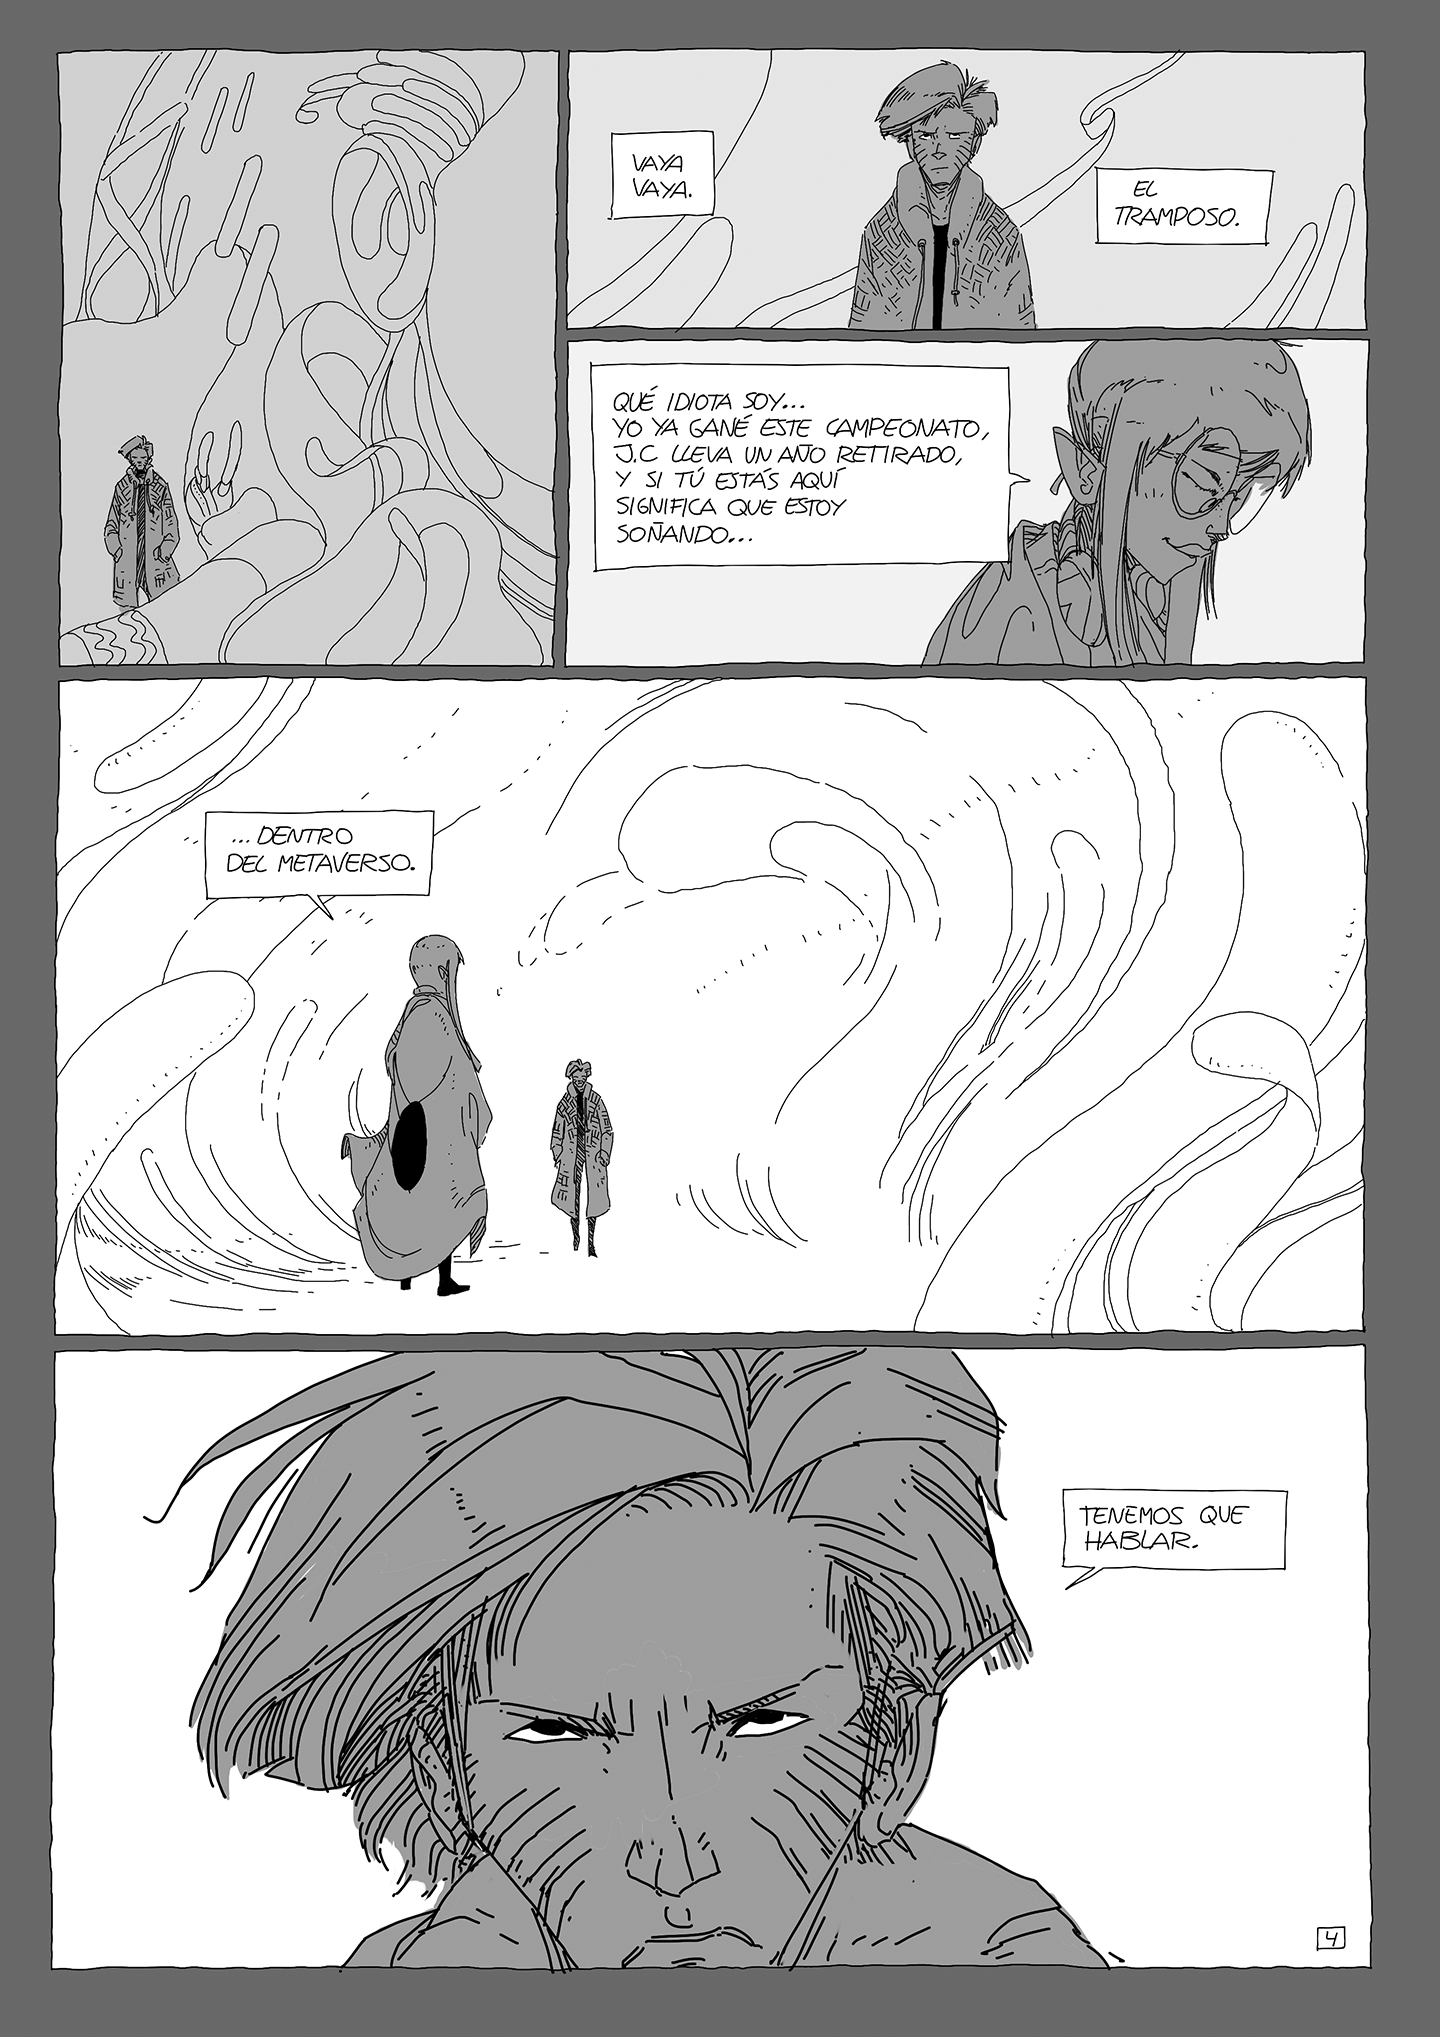 VAYA
VAYA.
EL
TRAMPOSO.
QUÉ IDIOTA SOY...
YO YA GANÉ ESTE CAMPEONATO,
J.C LLEVA UN AÑO RETIRADO,
Y SI TÚ ESTÁS AQUÍ
SIGNIFICA QUE ESTOY
SOÑANDO...
...DENTRO
DEL METAVERSO.
TENEMOS QUE
HABLAR.
4